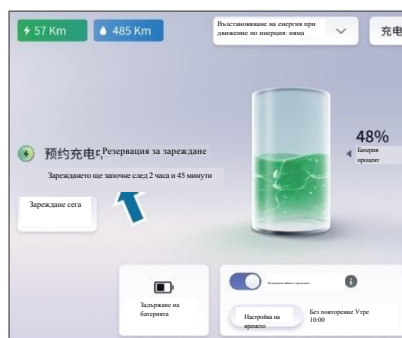 57 Km
485 Km
Възстановяване на енергия при
движение по инерция: няма
充电
预约充电 Резервация за зареждане
Зареждането ще започне след 2 часа и 45 минути
Зареждане сега
48%
Батерия
процент
Задържане на
батерията
Настройка на
времето
Без повторение Утре
10:00